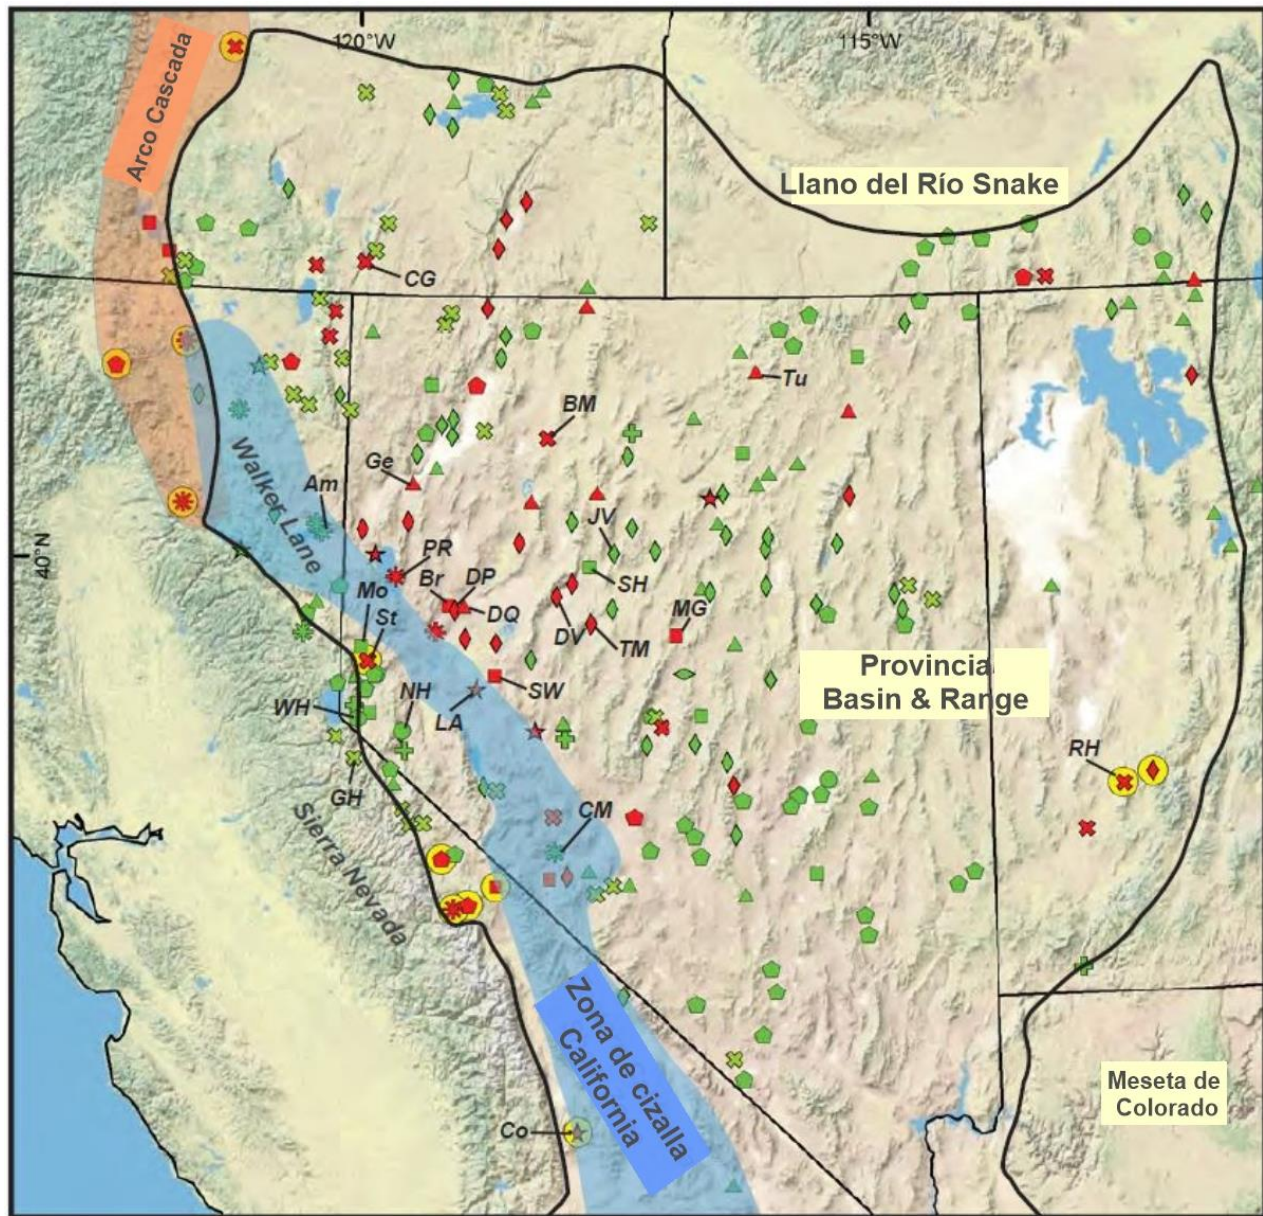 120°W
115°W
Arco Cascada
Llano del Río Snake
CG
Tu
BM
Ge
Walker Lane
Am
JV
40°N
PR
Br
DP
SH
Mo
DQ
St
MG
DV
TM
Provincia
Basin & Range
NH
SW
WH
LA
RH
GH
CM
Sierra Nevada
Zona de cizalla
California
Meseta de
Colorado
Co